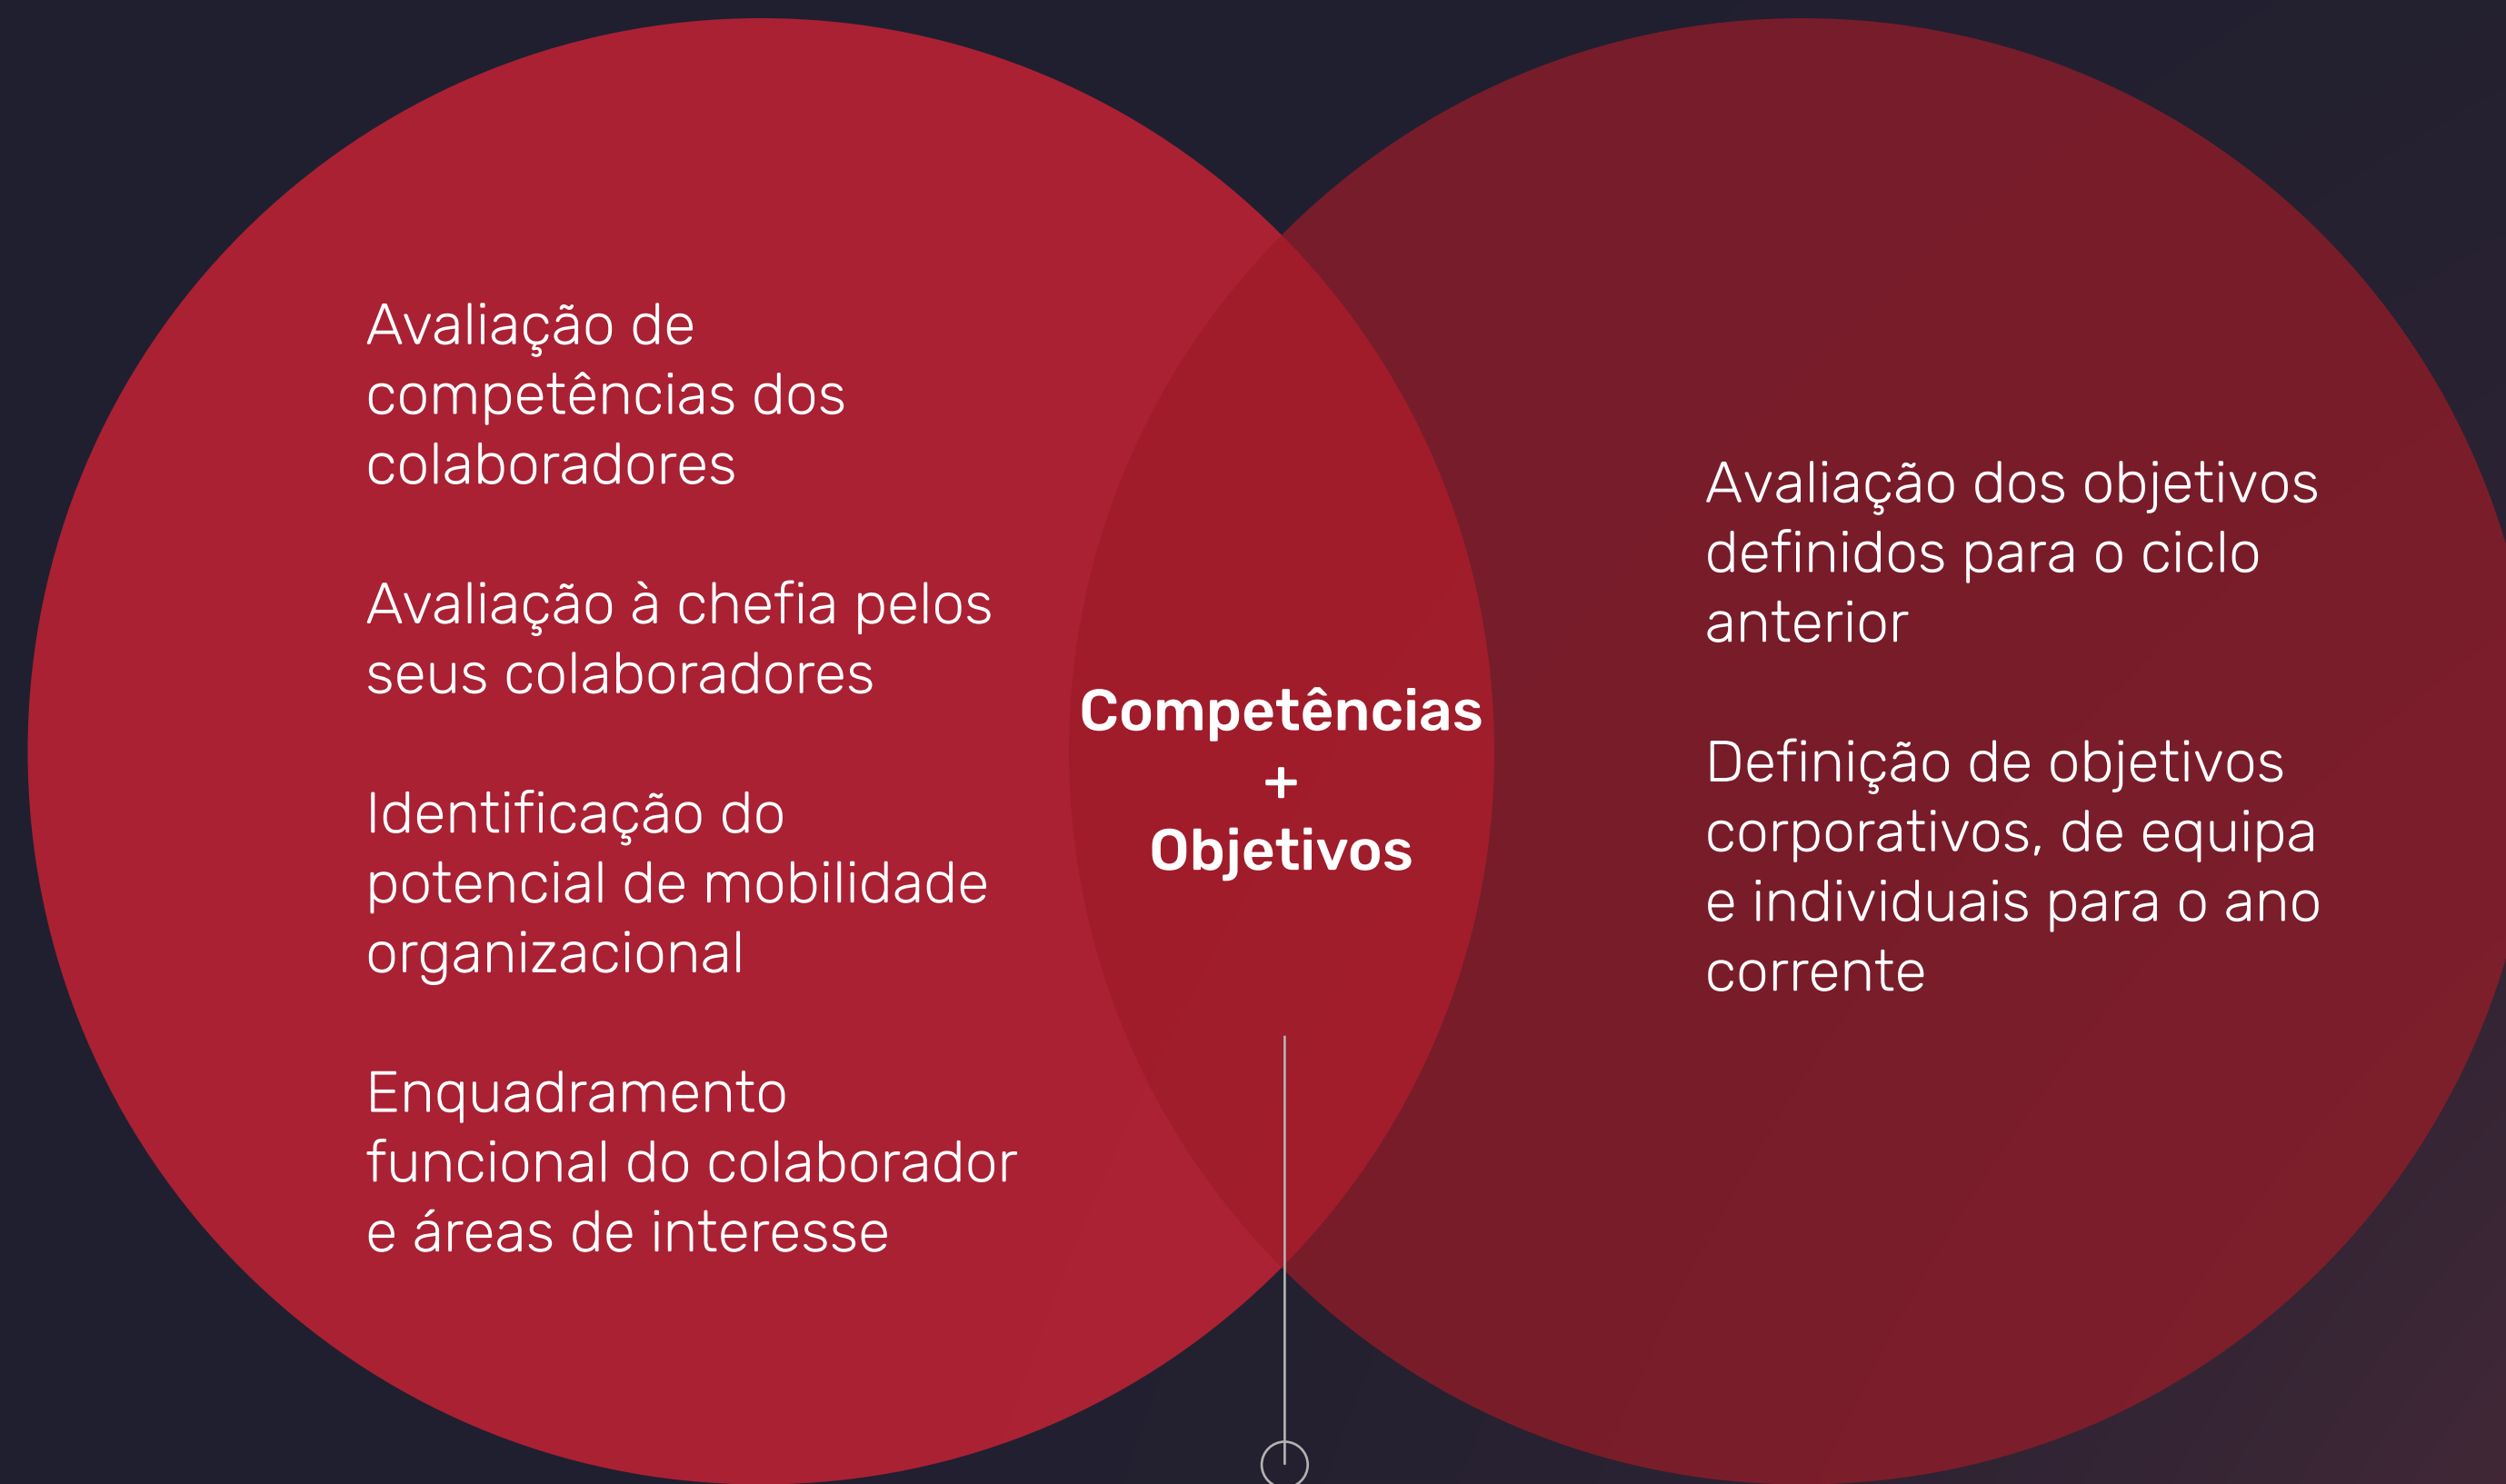 Avaliação de
competências dos
colaboradores
Avaliação à chefia pelos
seus colaboradores
Identificação do
potencial de mobilidade
organizacional
Enquadramento
funcional do colaborador
e áreas de interesse
Competências
+
Objetivos
Avaliação dos objetivos
definidos para o ciclo
anterior
Definição de objetivos
corporativos, de equipa
e individuais para o ano
corrente